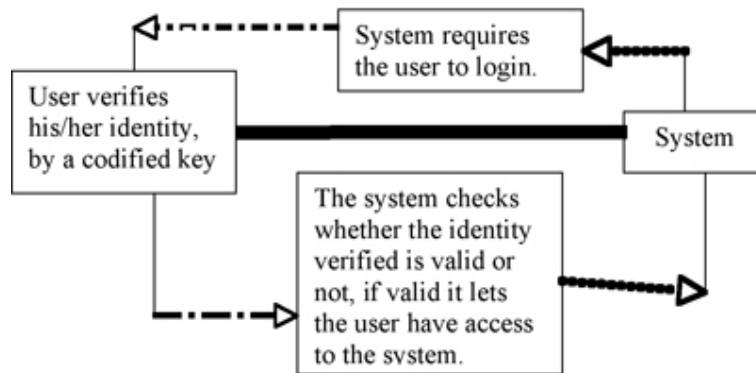 System requires
the user to login.
User verifies
his/her identity,
by a codified key
System
The system checks
whether the identity
verified is valid or
not, if valid it lets
the user have access
to the system.